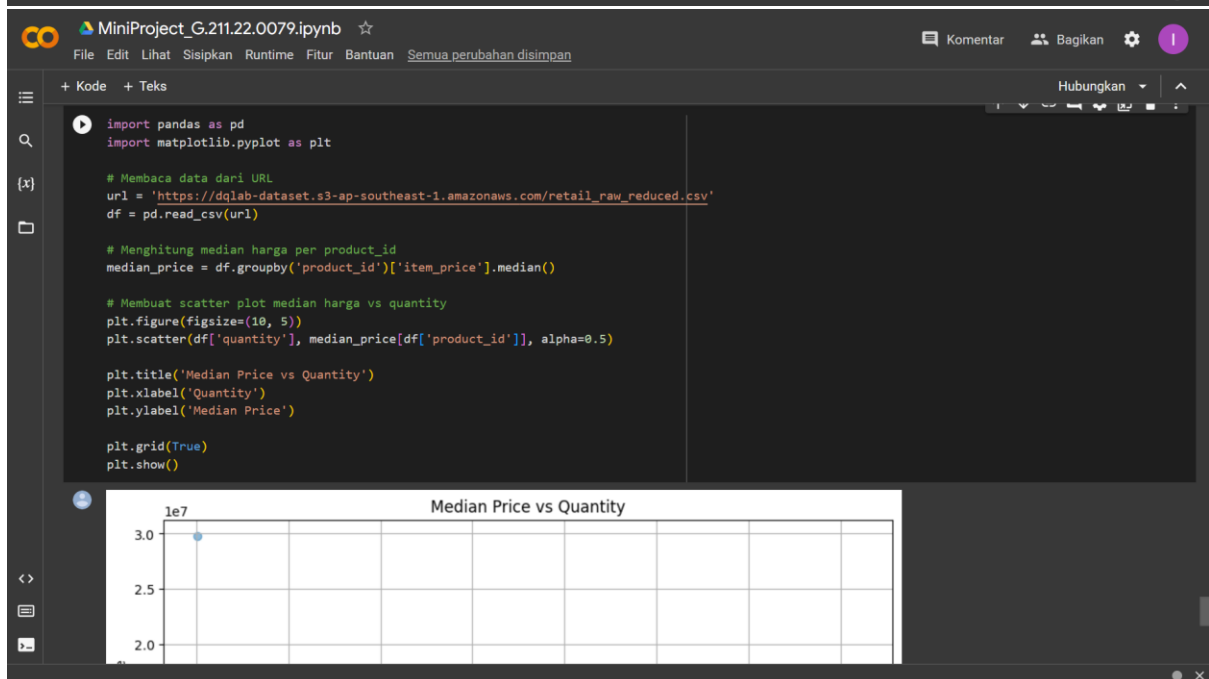 MiniProject_G.211.22.0079.ipynb
Komentar
Bagikan
I
File Edit Lihat Sisipkan Runtime Fitur Bantuan Semua perubahan disimpan
+ Kode + Teks
Hubungkan
{x}
import pandas as pd
import matplotlib.pyplot as plt
# Membaca data dari URL
url = 'https://dqlab-dataset.s3-ap-southeast-1.amazonaws.com/retail_raw_reduced.csv'
df = pd.read_csv(url)
# Menghitung median harga per product_id
median_price = df.groupby('product_id')['item_price'].median()
# Membuat scatter plot median harga vs quantity
plt.figure(figsize=(10, 5))
plt.scatter(df['quantity'], median_price[df['product_id']], alpha=0.5)
plt.title('Median Price vs Quantity')
plt.xlabel('Quantity')
plt.ylabel('Median Price')
plt.grid(True)
plt.show()
Median Price vs Quantity
1e7
3.0
2.5
2.0